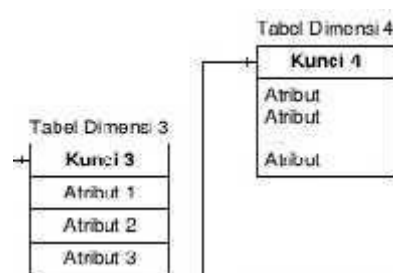 Tabel Dimensi 4
Kunci 4
Atribut
Atribut
Atribut
Tabel Dimensi 3
Kunci 3
Atribut 1
Atribut 2
Atribut 3